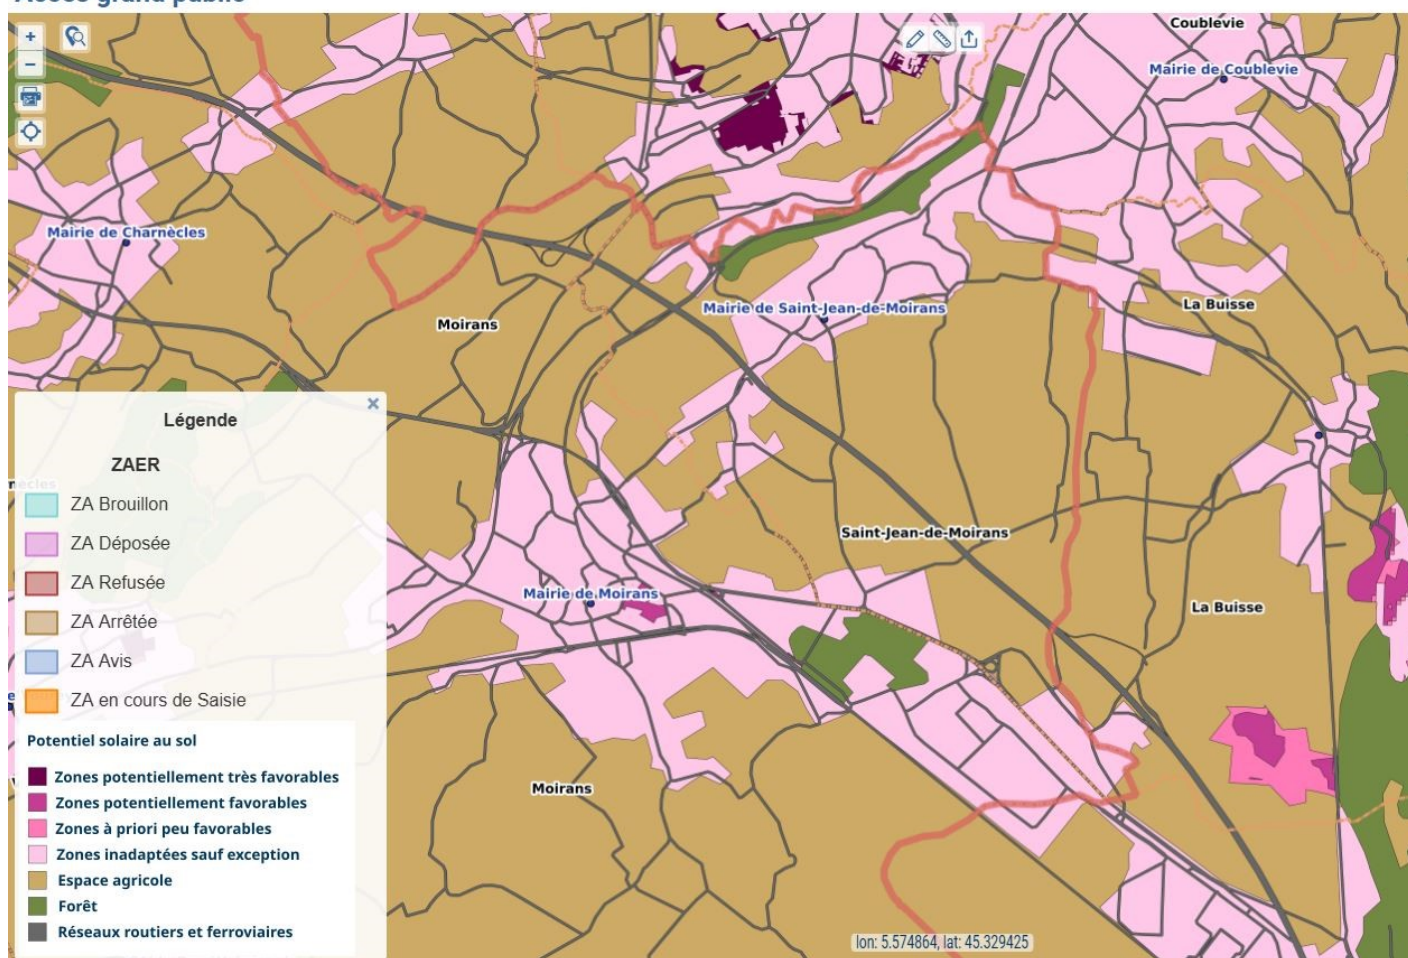 Accès grand public
Coublevie
Mairie de Coublevie
Mairie de Charnècles
Mairie de Saint-Jean-de-Moirans
La Buisse
Moirans
Légende
ZAER
ZA Brouillon
ZA Déposée
ZA Refusée
ZA Arrêtée
ZA Avis
ZA en cours de Saisie
Potentiel solaire au sol
Zones potentiellement très favorables
Zones potentiellement favorables
Zones à priori peu favorables
Zones inadaptées sauf exception
Espace agricole
Forêt
Réseaux routiers et ferroviaires
Saint-Jean-de-Moirans
Mairie de Moirans
La Buisse
Moirans
lon: 5.574864, lat: 45.329425